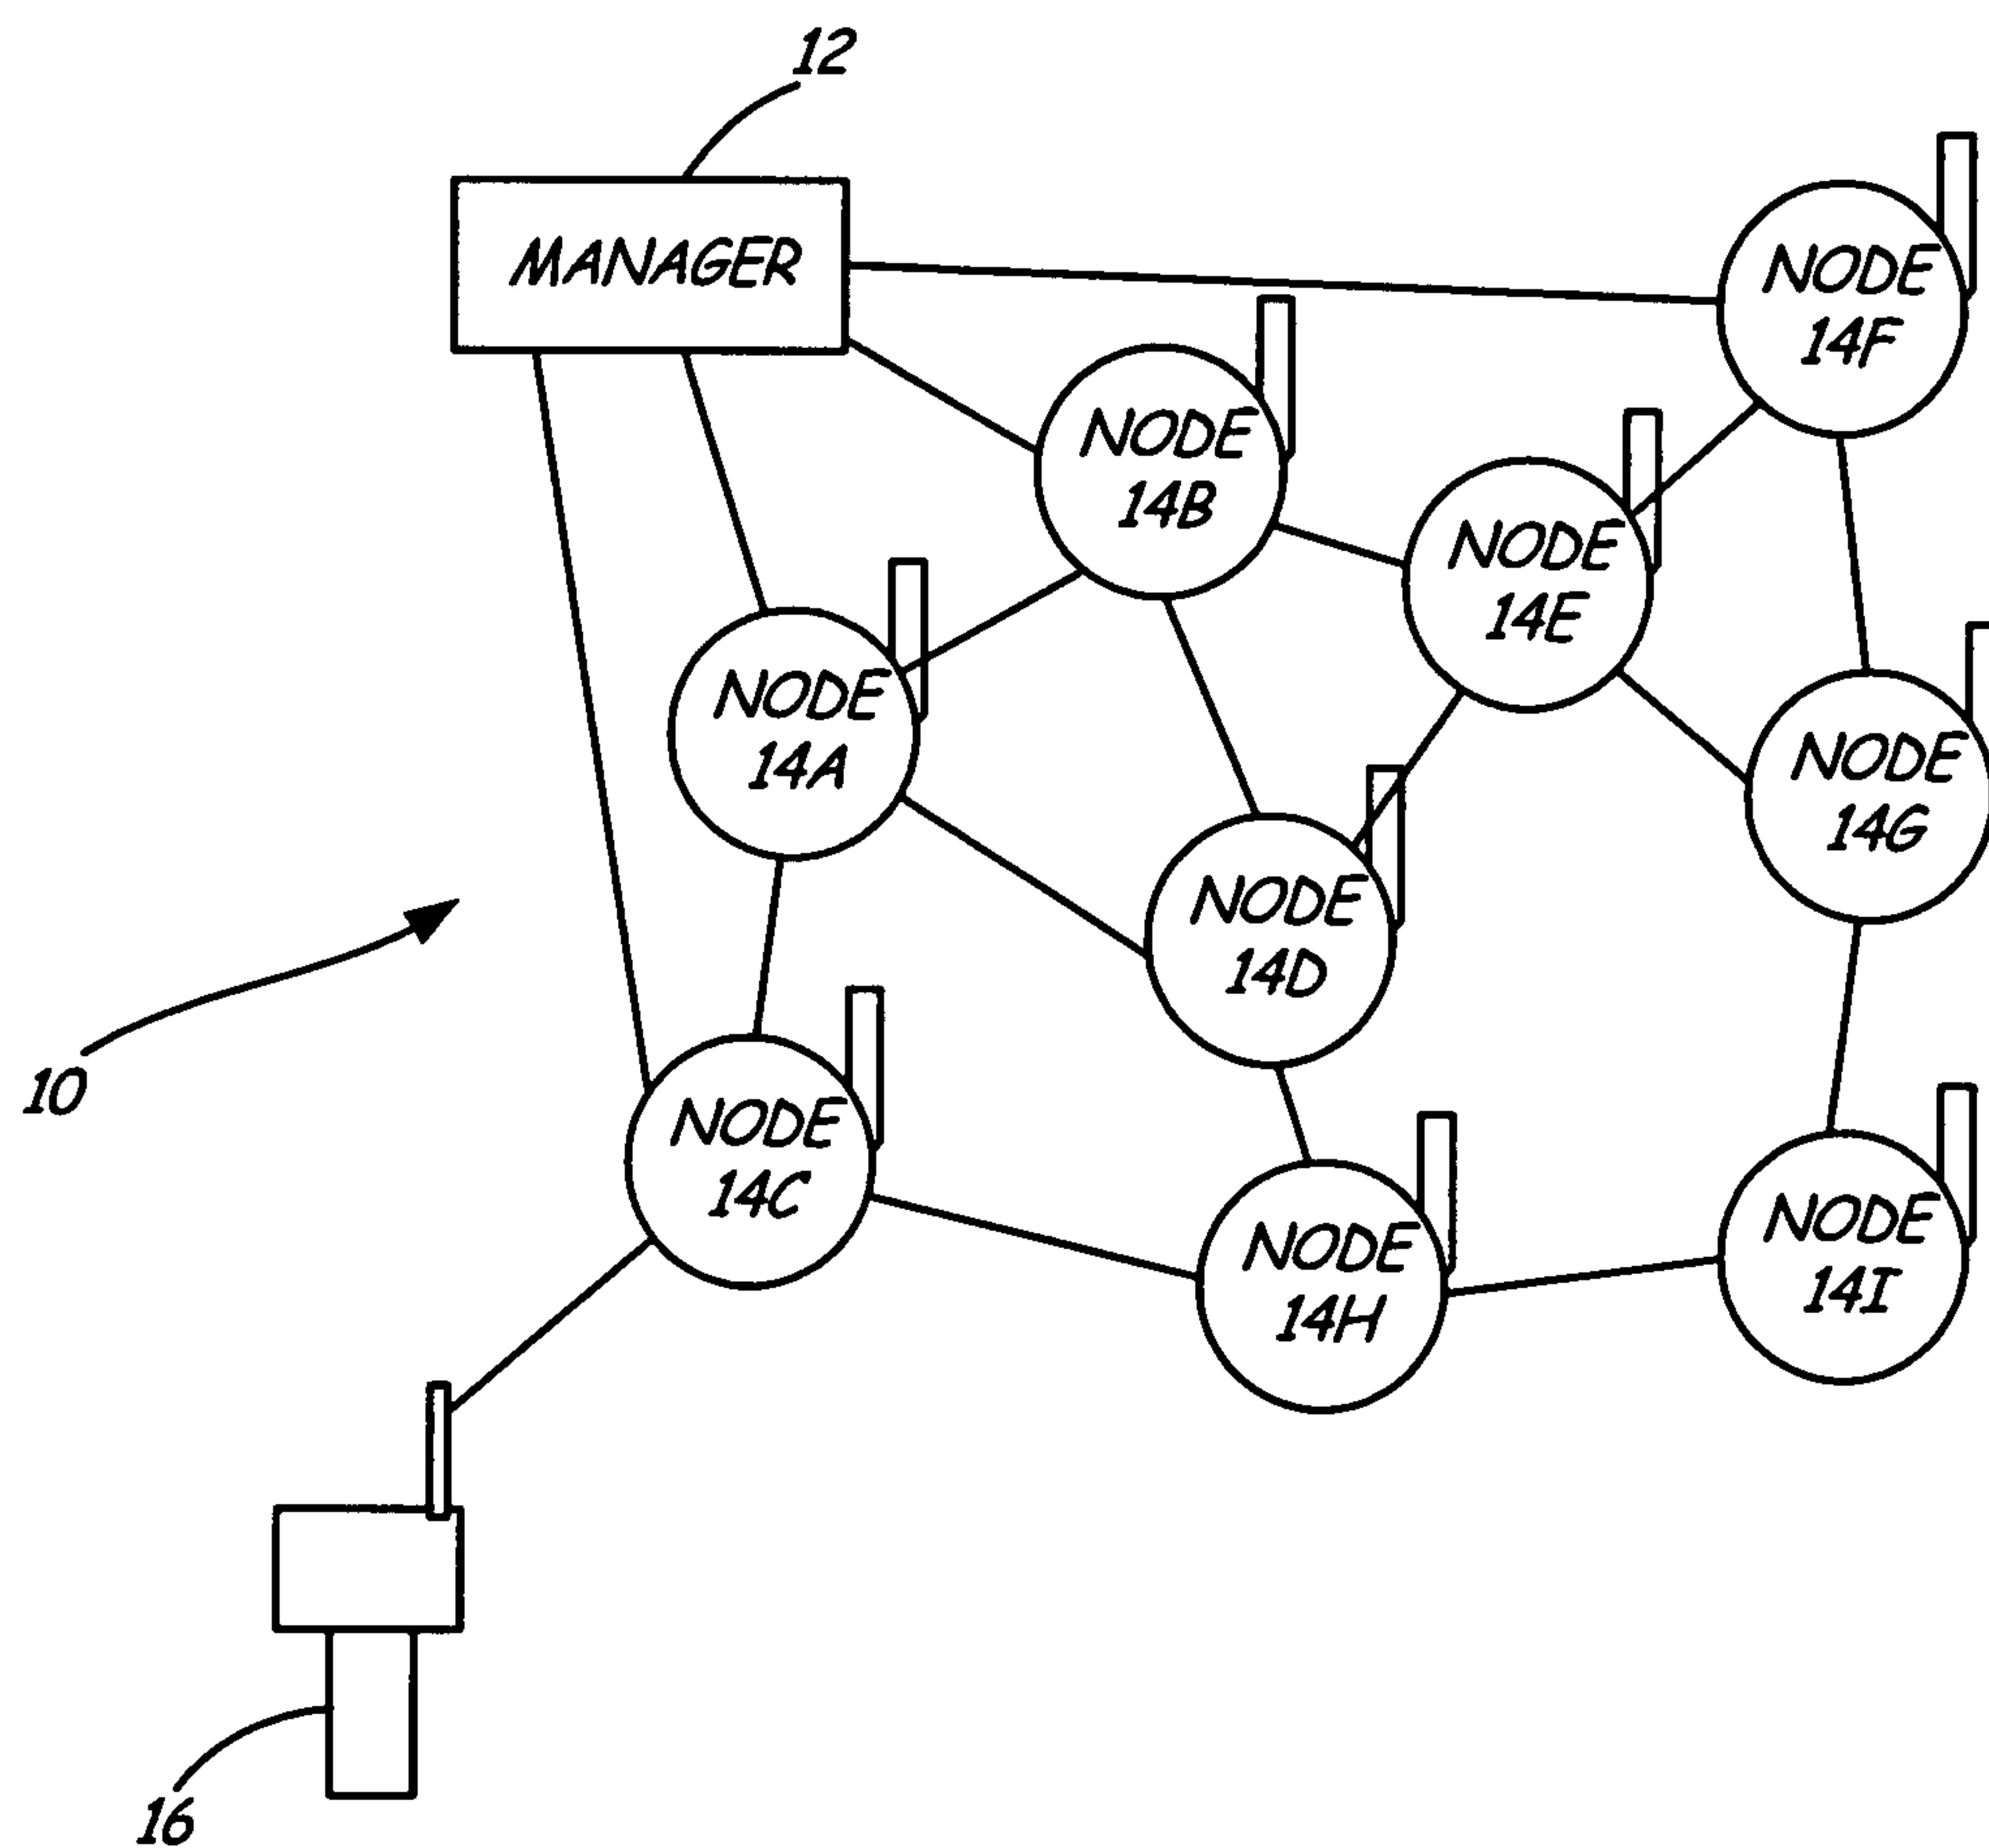 12
MANAGER
NODE
14F
NODE
14B
NODE
14E
NODE
14A
NODE
14G
NODE
14D
10
NODE
14C
NODE
14H
NODE
14I
16